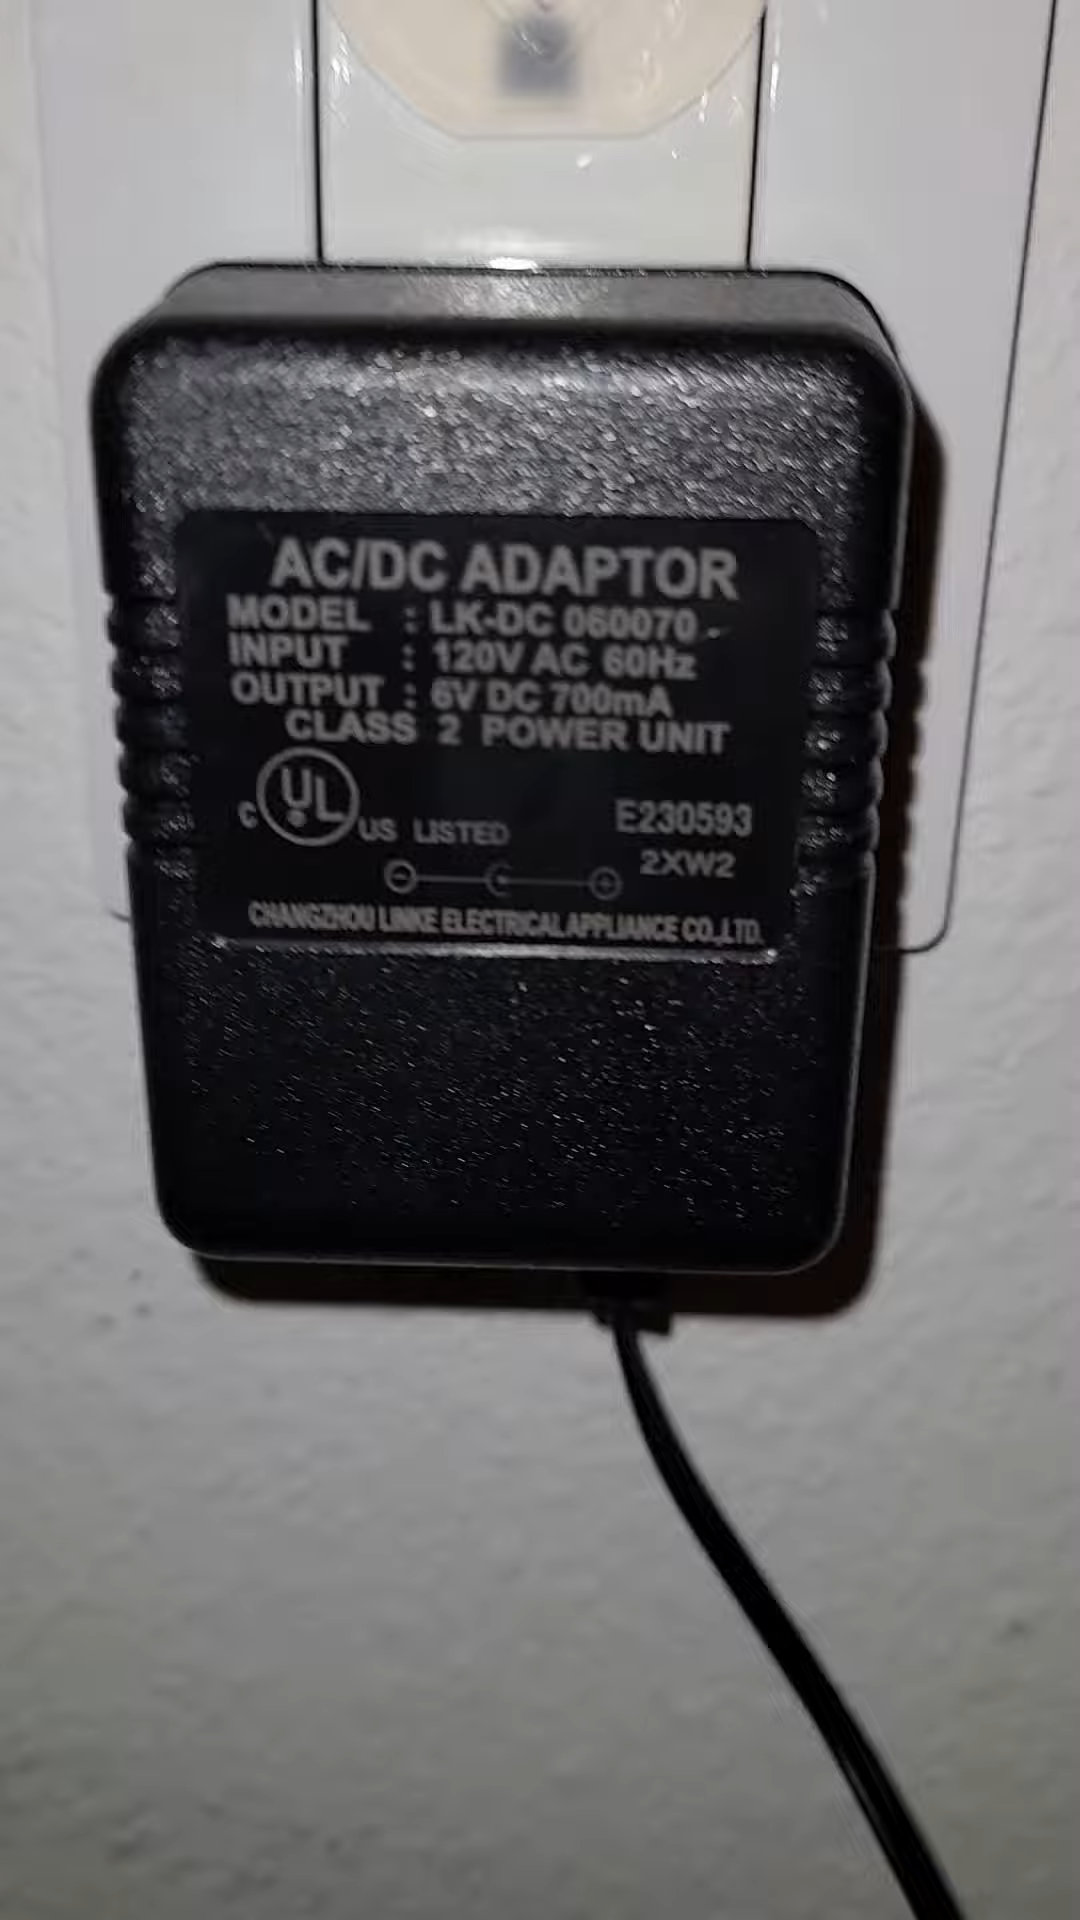 AC/DC ADAPTOR
MODEL : LK-DC 060070
INPUT : 120V AC 60Hz
OUTPUT : 6V DC 700mA
CLASS 2 POWER UNIT
C UL US LISTED
E230593
2XW2
CHANGZHOU LINKE ELECTRICAL APPLIANCE CO.,LTD.